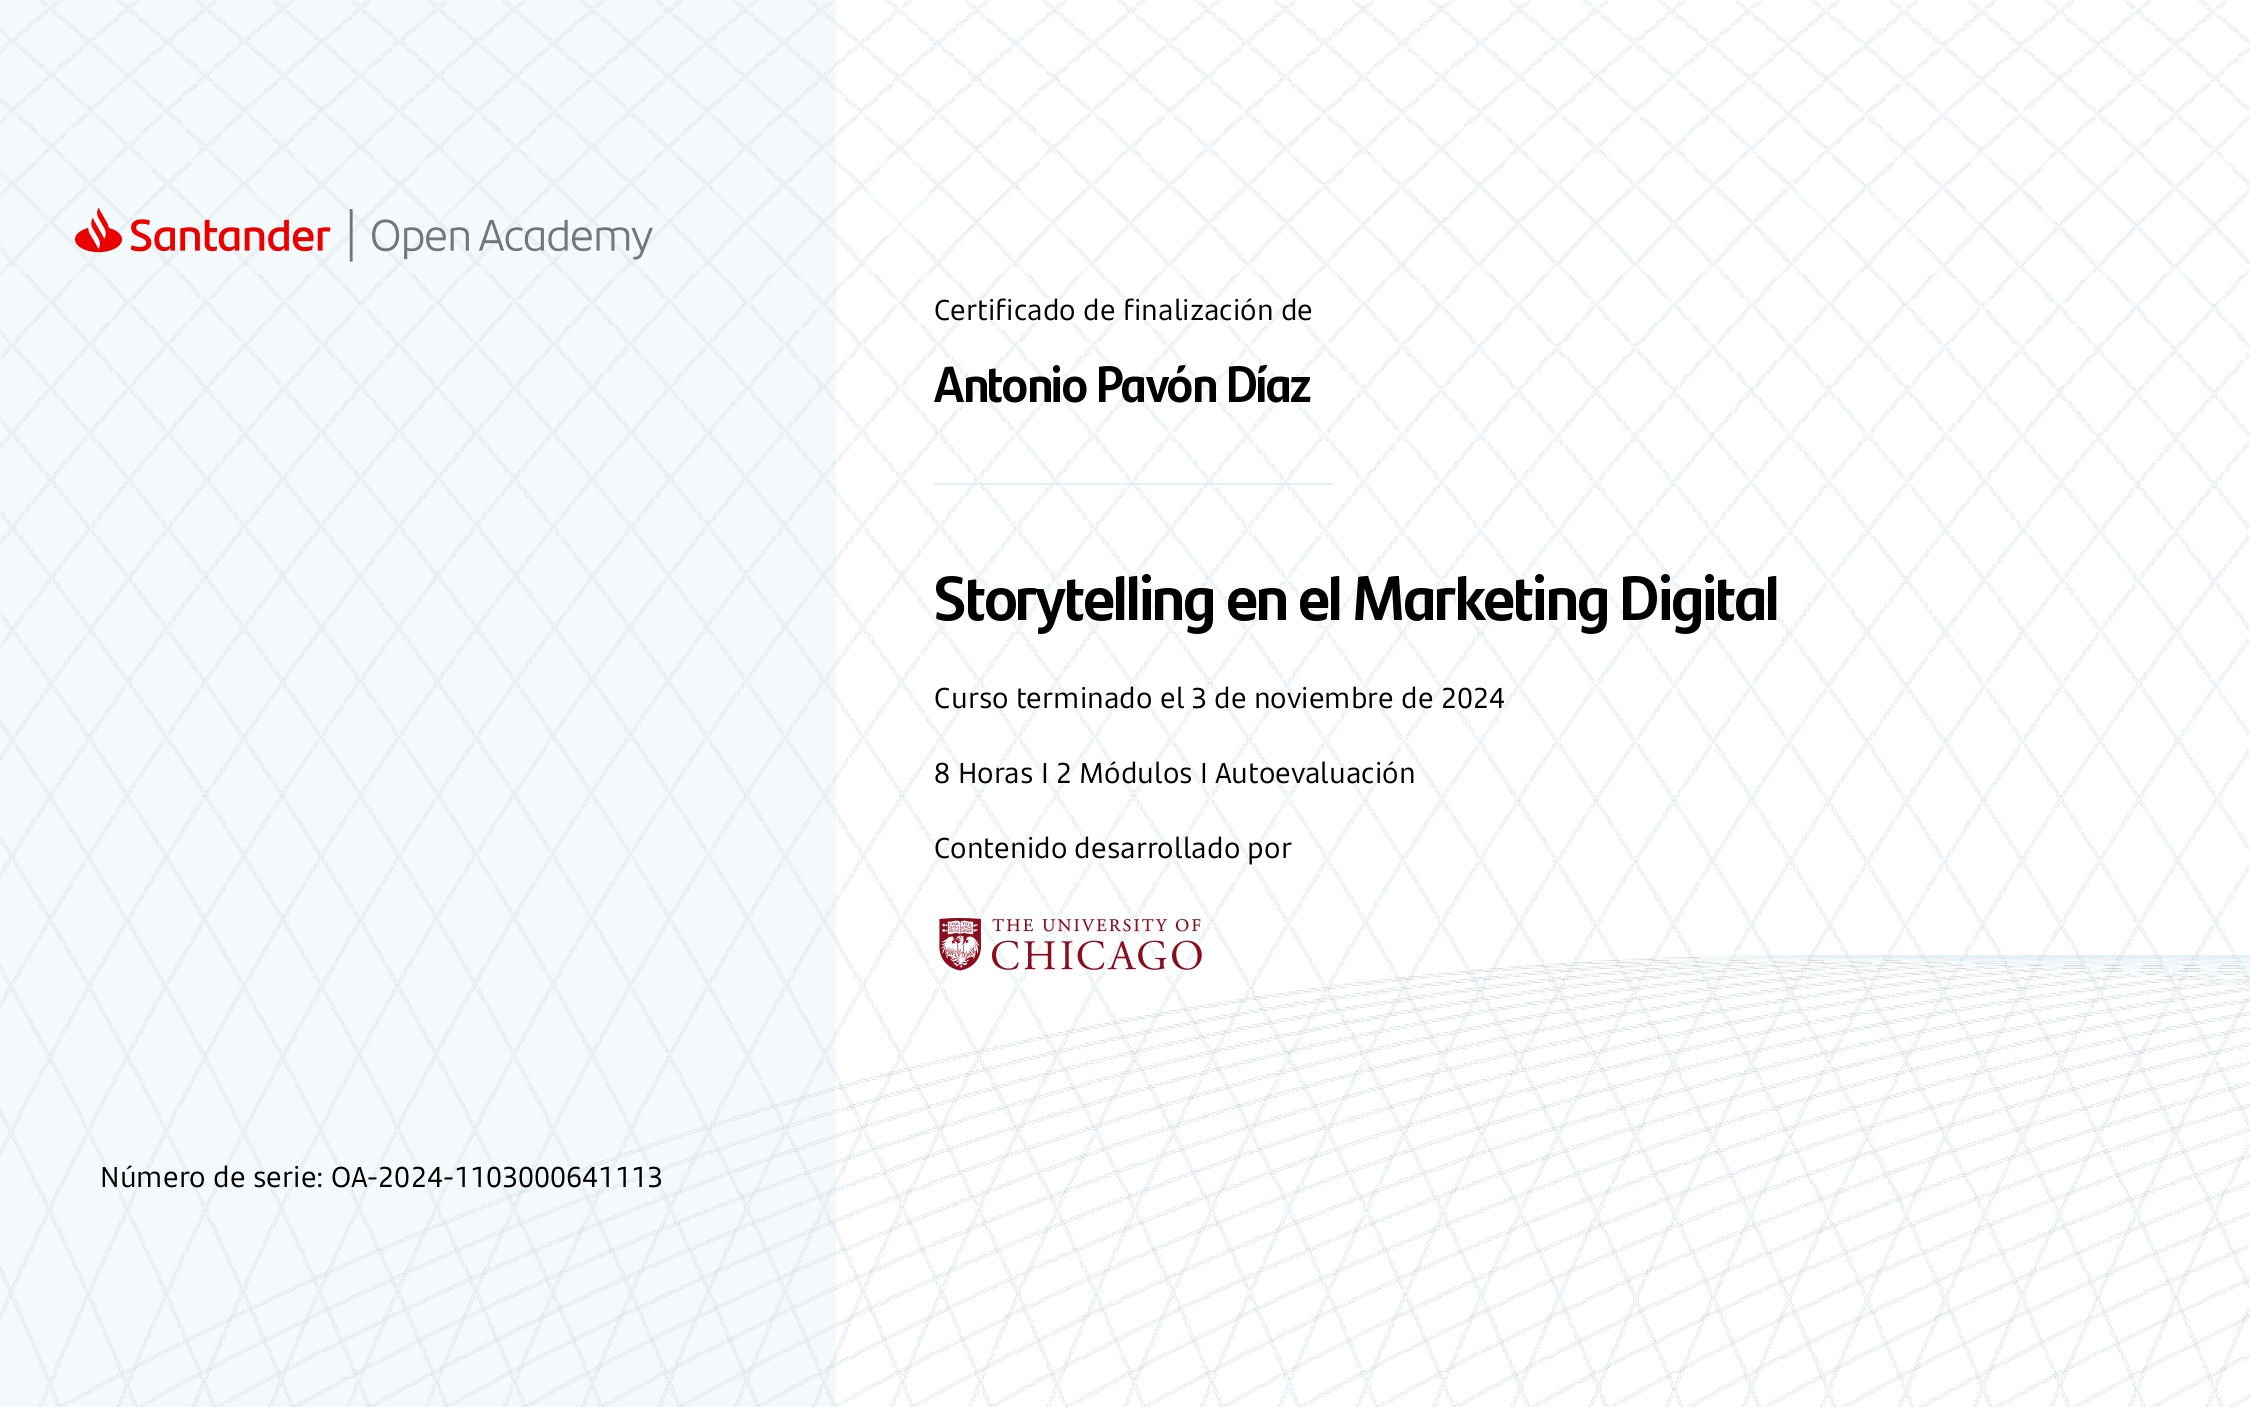 Santander | Open Academy
Certificado de finalización de
Antonio Pavón Díaz
Storytelling en el Marketing Digital
Curso terminado el 3 de noviembre de 2024
8 Horas I 2 Módulos I Autoevaluación
Contenido desarrollado por
THE UNIVERSITY OF
CHICAGO
Número de serie: OA-2024-1103000641113